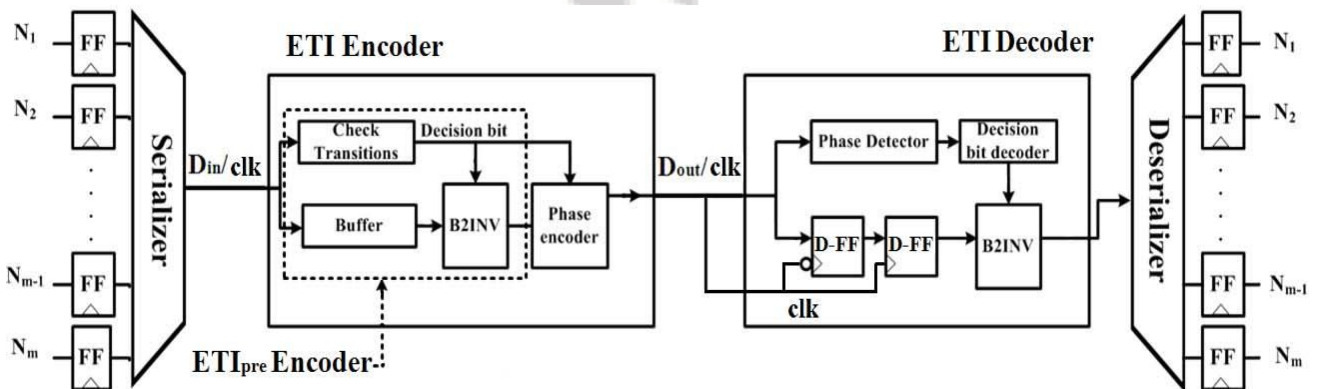 N1
FF
N2
FF
Nm-1
FF
Nm
FF
Serializer
Din/clk
ETI Encoder
Check
Transitions
Decision bit
Buffer
B2INV
Phase
encoder
ETIpre Encoder
Dout/clk
ETI Decoder
Phase Detector
Decision
bit decoder
D-FF
D-FF
B2INV
clk
Deserializer
FF
N1
FF
N2
FF
Nm-1
FF
Nm